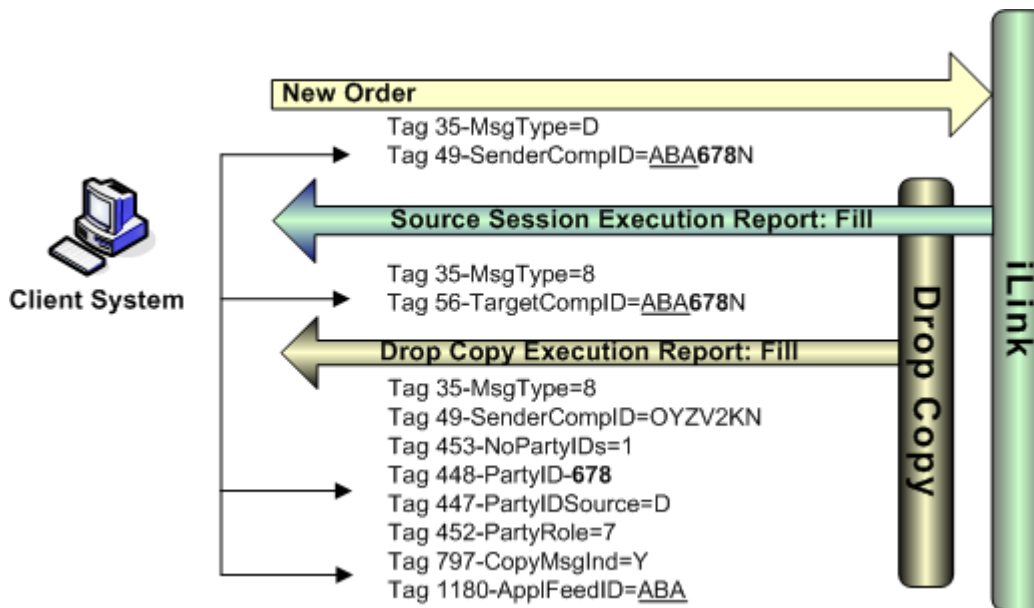 New Order
Tag 35-MsgType=D
Tag 49-SenderCompID=ABA678N
Source Session Execution Report: Fill
Tag 35-MsgType=8
Tag 56-TargetCompID=ABA678N
Client System
Drop Copy Execution Report: Fill
Tag 35-MsgType=8
Tag 49-SenderCompID=OYZV2KN
Tag 453-NoPartyIDs=1
Tag 448-PartyID-678
Tag 447-PartyIDSource=D
Tag 452-PartyRole=7
Tag 797-CopyMsgInd=Y
Tag 1180-ApplFeedID=ABA
Drop Copy
iLink